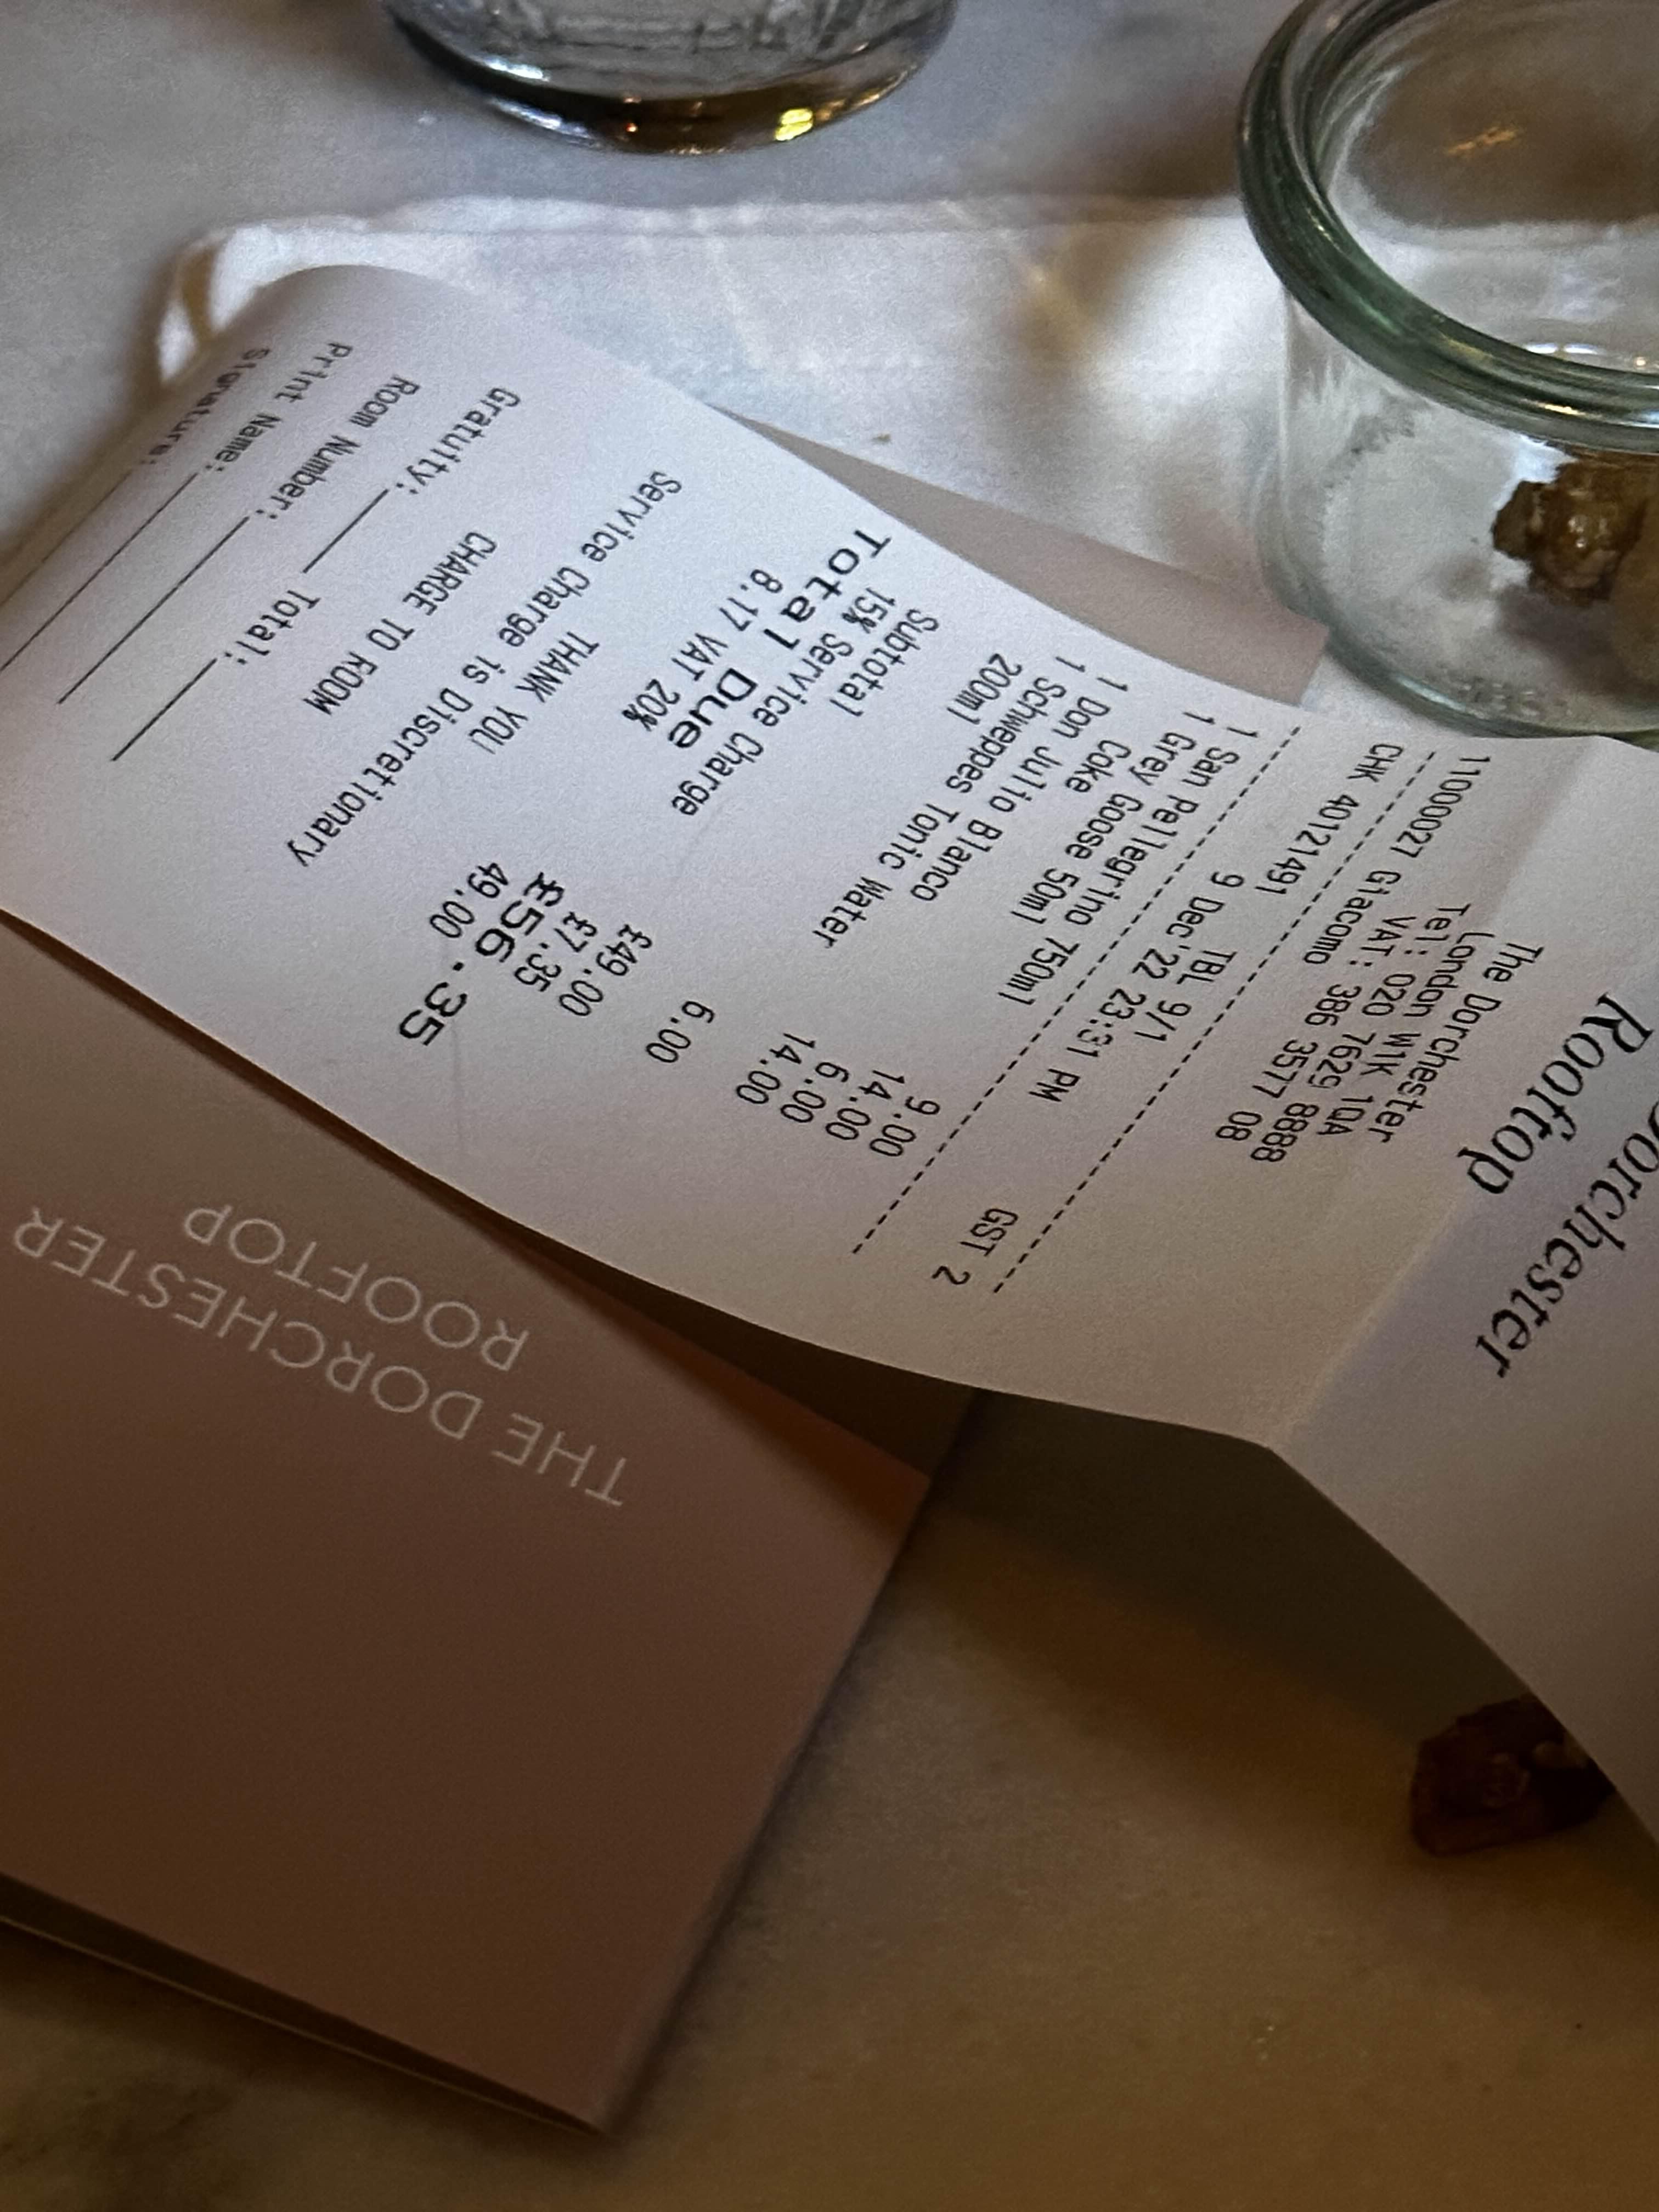 Dorchester
Rooftop
The Dorchester
London W1K 1QA
Tel: 020 7629 8888
VAT: 386 3577 08
11000027 Giacomo
CHK 40121491 TBL 9/1 GST 2
9 Dec'22 23:31 PM
1 San Pellegrino 750ml 9.00
1 Grey Goose 50ml 14.00
Coke 6.00
1 Don Julio Blanco 14.00
1 Schweppes Tonic Water
200ml 6.00
Subtotal £49.00
15% Service Charge £7.35
Total Due £56.35
8.17 VAT 20% 49.00
Service Charge is Discretionary
THANK YOU
CHARGE TO ROOM
Gratuity:
Total:
Room Number:
Print Name:
Signature:
THE DORCHESTER
ROOFTOP